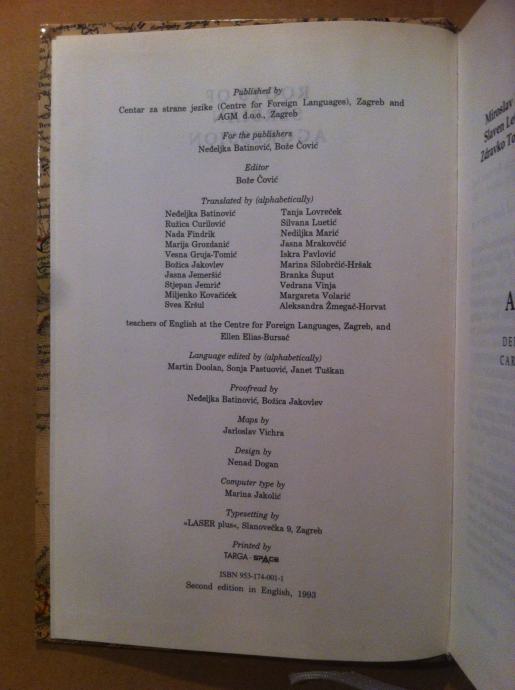 Published by
Centar za strane jezike (Centre for Foreign Languages), Zagreb and
AGM d.o.o., Zagreb
For the publishers
Nedeljka Batinović, Bože Čović
Editor
Bože Čović
Translated by (alphabetically)
Nedeljka Batinović
Ružica Curilović
Nada Findrik
Marija Grozdanić
Vesna Gruja-Tomić
Božica Jakovlev
Jasna Jemeršić
Stjepan Jemrić
Miljenko Kovačiček
Svea Kršul
Tanja Lovreček
Silvana Luetić
Nediljka Marić
Jasna Mrakovčić
Iskra Pavlović
Marina Silobrčić-Hršak
Branka Šuput
Vedrana Vinja
Margareta Volarić
Aleksandra Žmegač-Horvat
teachers of English at the Centre for Foreign Languages, Zagreb, and
Ellen Elias-Bursać
Language edited by (alphabetically)
Martin Doolan, Sonja Pastuović, Janet Tuškan
Proofread by
Nedeljka Batinović, Božica Jakovlev
Maps by
Jarloslav Vichra
Design by
Nenad Dogan
Computer type by
Marina Jakolić
Typesetting by
»LASER plus«, Slanovečka 9, Zagreb
Printed by
TARGA - SPACE
ISBN 953-174-001-1
Second edition in English, 1993
Miroslav
Slaven
Zdravko